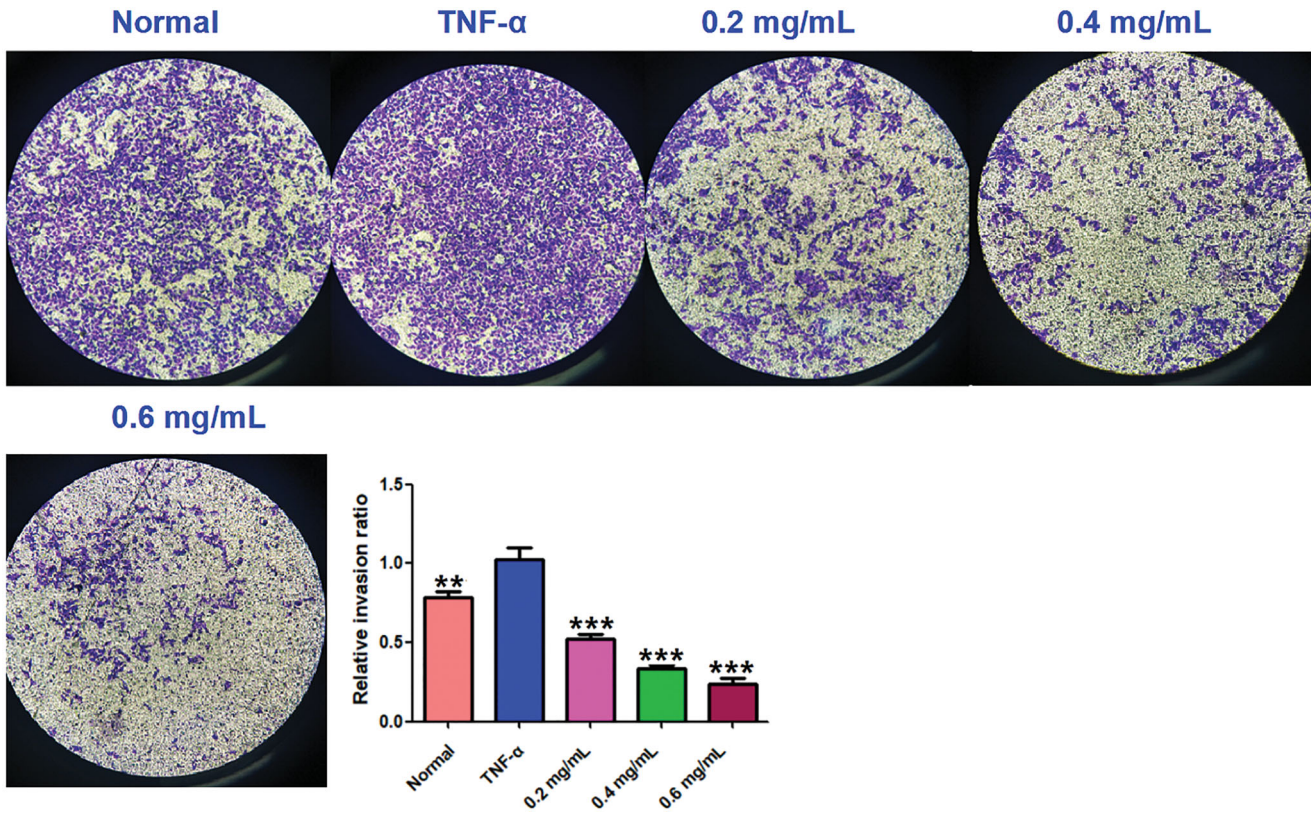 Normal
TNF-α
0.2 mg/mL
0.4 mg/mL
0.6 mg/mL
Relative invasion ratio
1.5
1.0
0.5
0.0
**
***
***
***
Normal
TNF-α
0.2 mg/mL
0.4 mg/mL
0.6 mg/mL